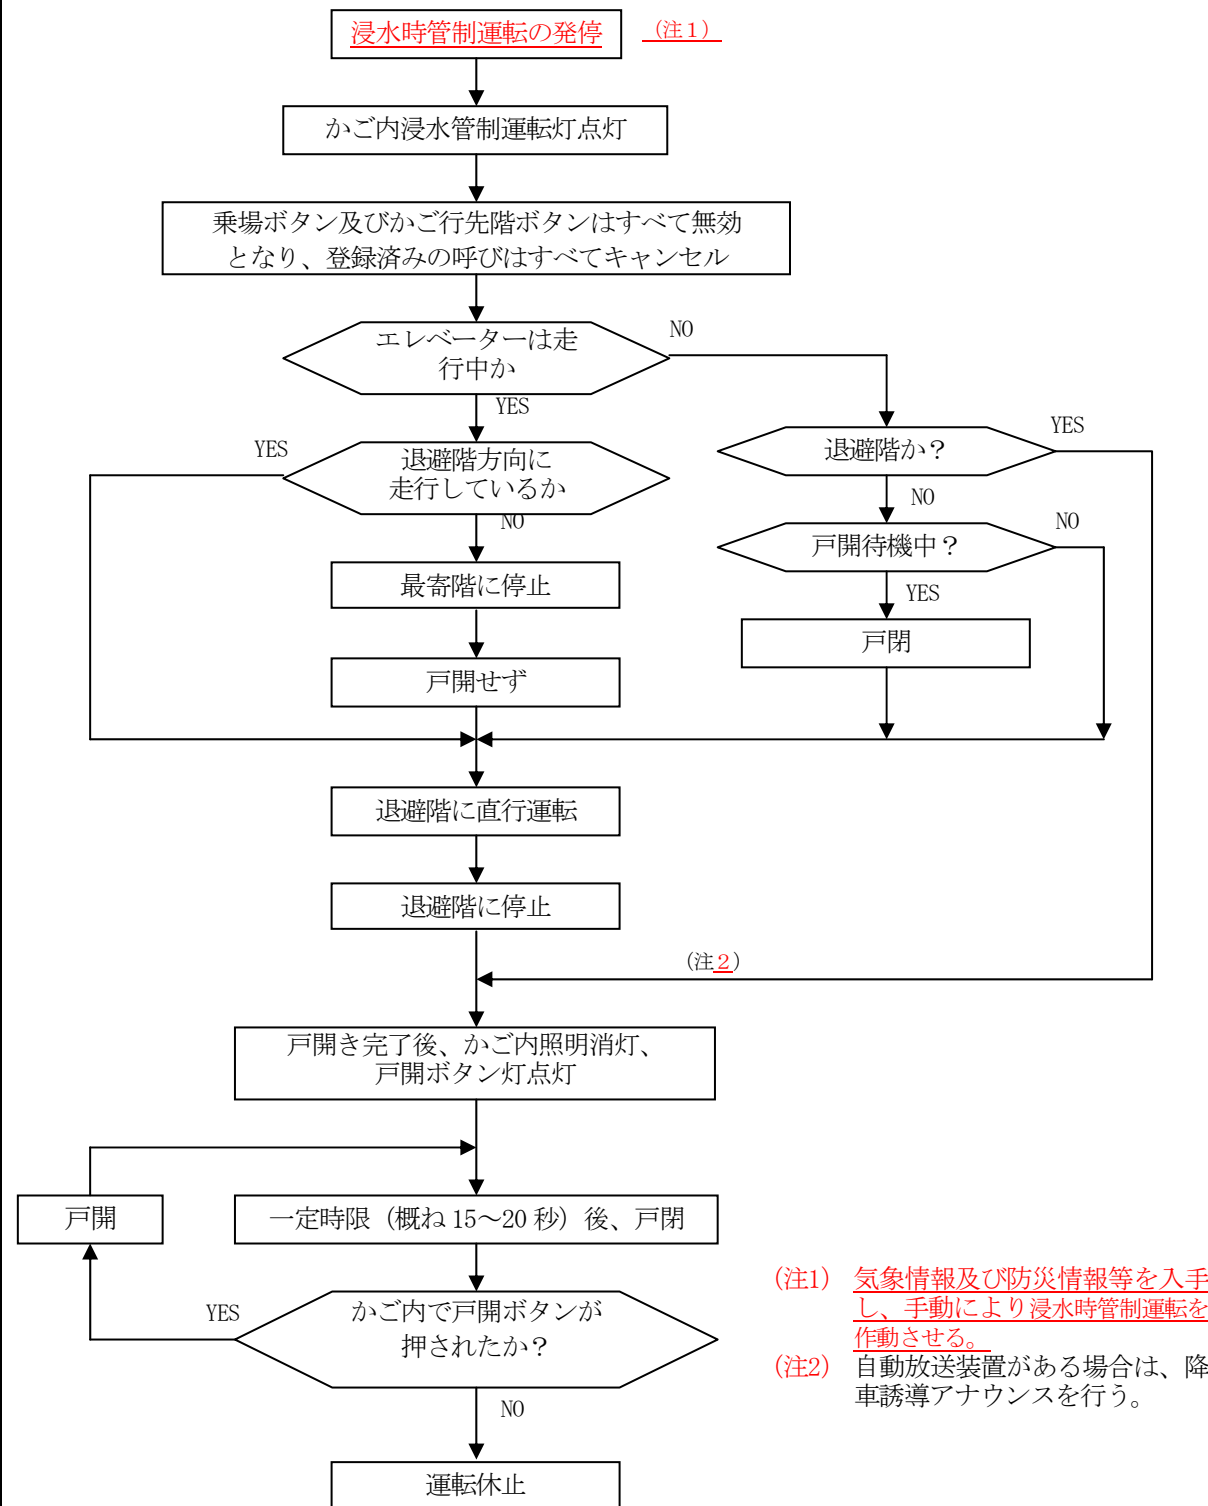 浸水時管制運転の発停 (注1)
かご内浸水管制運転灯点灯
乗場ボタン及びかご行先階ボタンはすべて無効
となり、登録済みの呼びはすべてキャンセル
エレベーターは走
行中か
NO
YES
退避階か？
YES
YES
退避階方向に
走行しているか
NO
NO
戸開待機中？
NO
最寄階に停止
YES
戸閉
戸開せず
退避階に直行運転
退避階に停止
(注2)
戸開き完了後、かご内照明消灯、
戸開ボタン灯点灯
戸開
一定時限（概ね15～20秒）後、戸閉
YES
かご内で戸開ボタンが
押されたか？
NO
運転休止
(注1) 気象情報及び防災情報等を入手
し、手動により浸水時管制運転を
作動させる。
(注2) 自動放送装置がある場合は、降
車誘導アナウンスを行う。